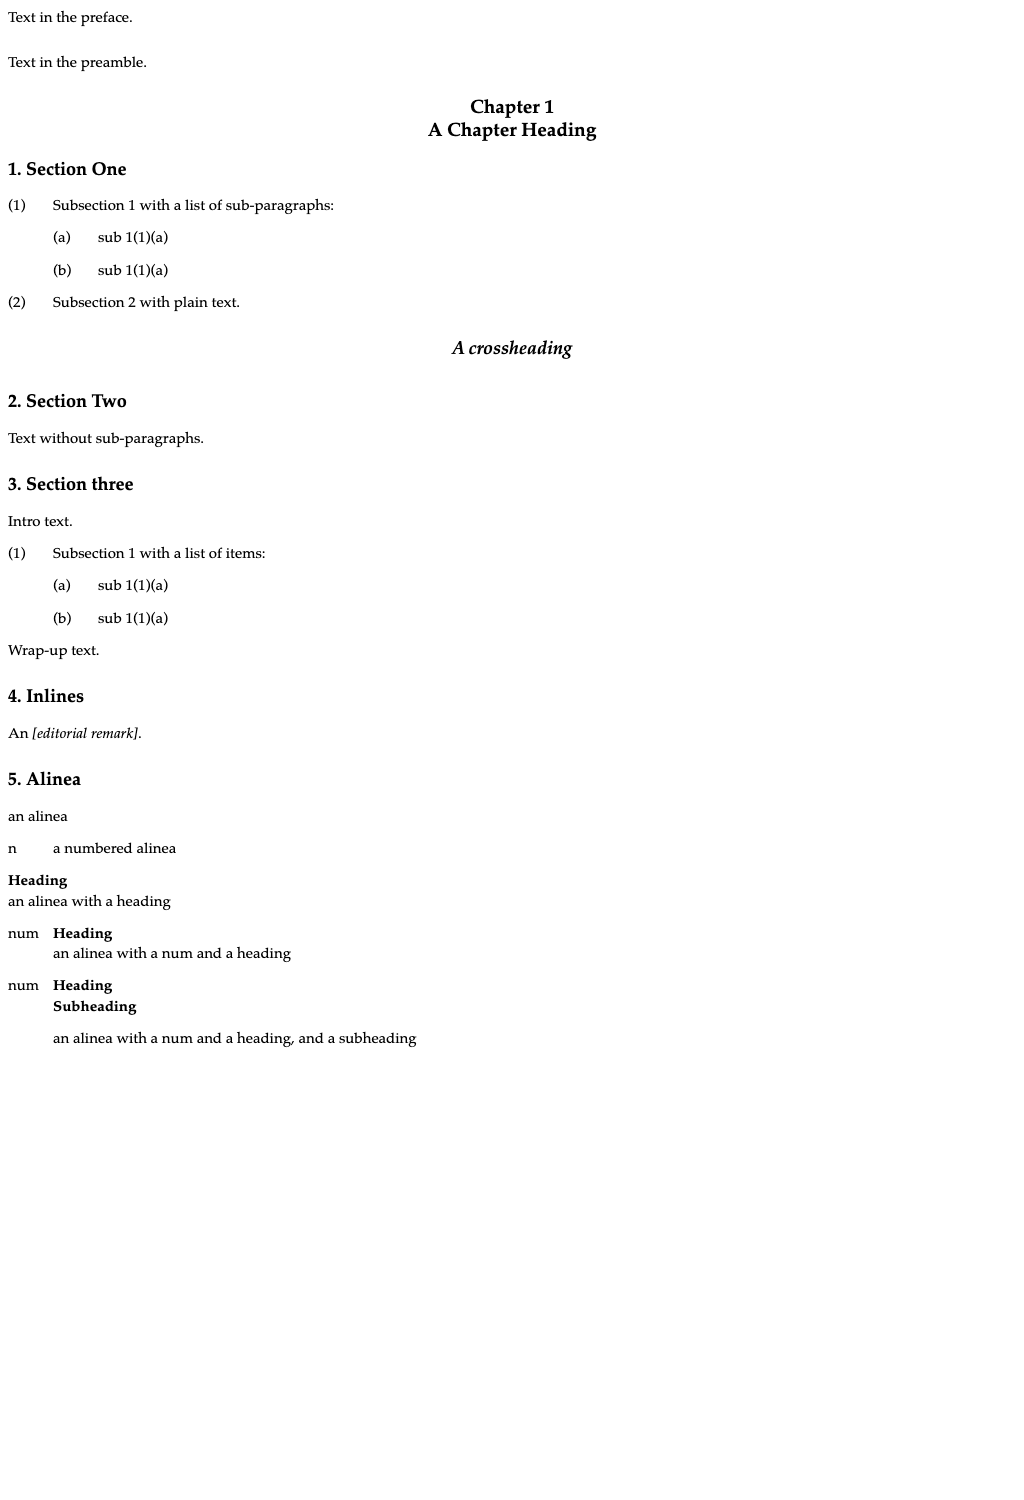 Text in the preface.
Text in the preamble.
Chapter 1
A Chapter Heading
1. Section One
(1) Subsection 1 with a list of sub-paragraphs:
(a) sub 1(1)(a)
(b) sub 1(1)(a)
(2) Subsection 2 with plain text.
A crossheading
2. Section Two
Text without sub-paragraphs.
3. Section three
Intro text.
(1) Subsection 1 with a list of items:
(a) sub 1(1)(a)
(b) sub 1(1)(a)
Wrap-up text.
4. Inlines
An [editorial remark].
5. Alinea
an alinea
n a numbered alinea
Heading
an alinea with a heading
num Heading
an alinea with a num and a heading
num Heading
Subheading
an alinea with a num and a heading, and a subheading